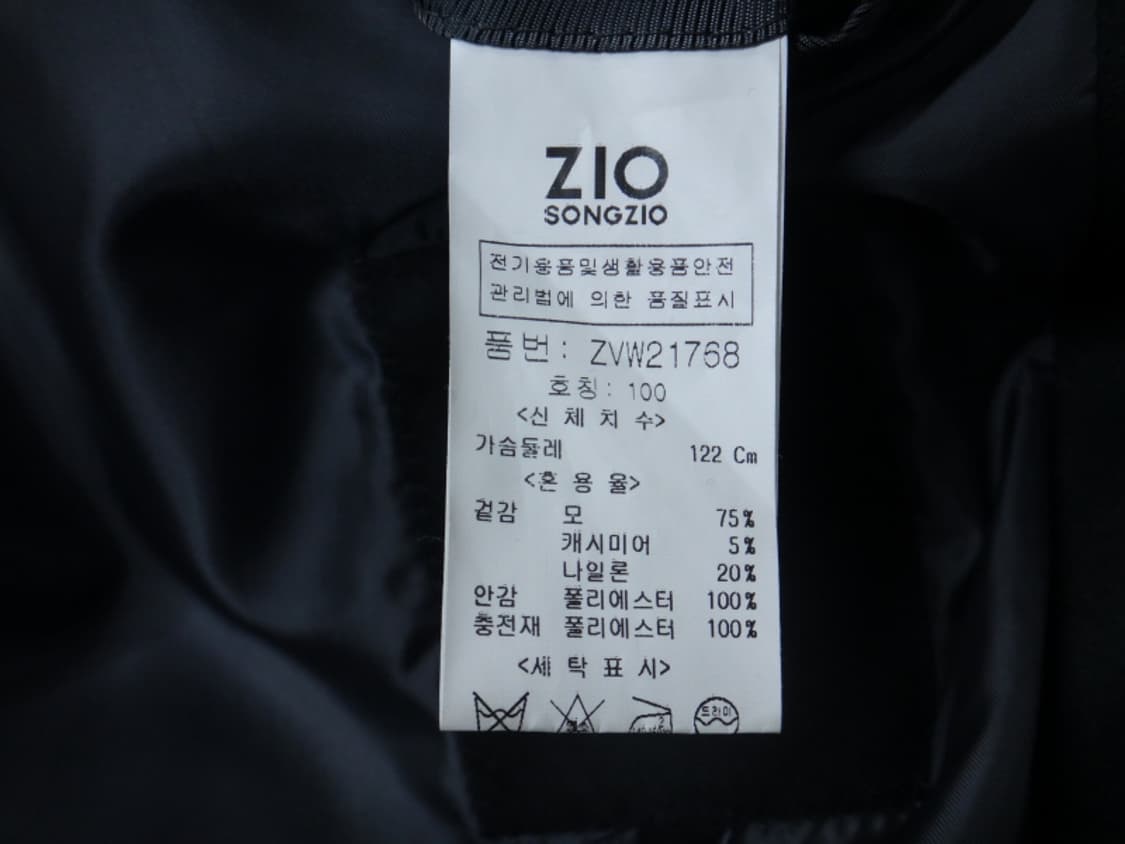 ZIO
SONGZIO
전기용품및생활용품안전
관리법에 의한 품질표시
품번: ZVW21768
호칭: 100
<신 체 치 수>
가슴둘레 122 Cm
<혼 용 율>
겉감 모 75%
캐시미어 5%
나일론 20%
안감 폴리에스터 100%
충전재 폴리에스터 100%
<세 탁 표 시>
드라이